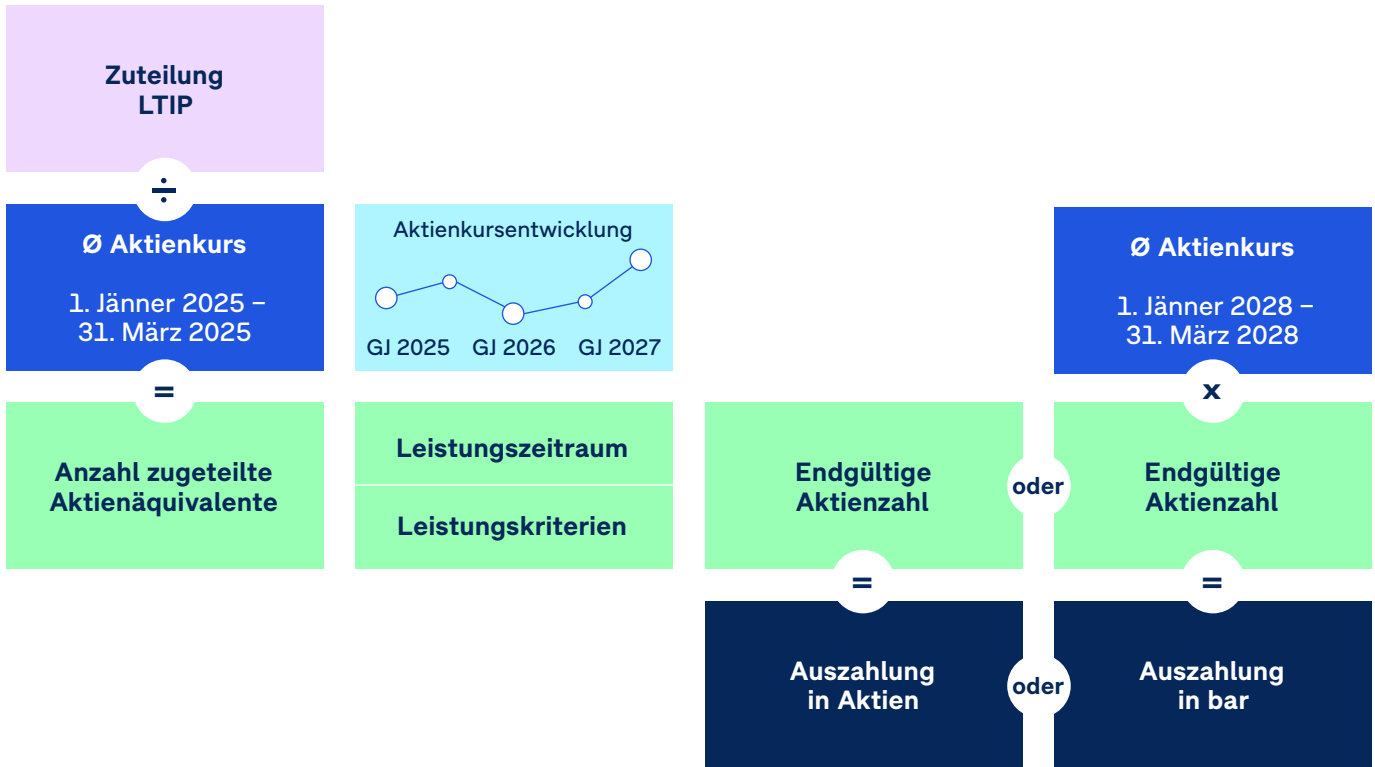 Zuteilung
LTIP
÷
Ø Aktienkurs
1. Jänner 2025 –
31. März 2025
=
Anzahl zugeteilte
Aktienäquivalente
Aktienkursentwicklung
GJ 2025 GJ 2026 GJ 2027
Leistungszeitraum
Leistungskriterien
Endgültige
Aktienzahl
=
Auszahlung
in Aktien
oder
oder
Ø Aktienkurs
1. Jänner 2028 –
31. März 2028
x
Endgültige
Aktienzahl
=
Auszahlung
in bar